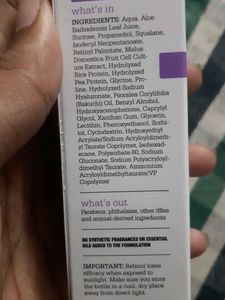 what's in
INGREDIENTS: Aqua, Aloe
Barbadensis Leaf Juice,
Sucrose, Propanediol, Squalane,
Isodecyl Neopentanoate,
Retinyl Palmitate, Malus
Domestica Fruit Cell Cult-
ure Extract, Hydrolyzed
Rice Protein, Hydrolyzed
Pea Protein, Glycine, Pro-
line, Hydrolyzed Sodium
Hyaluronate, Psoralea Corylifolia
(Bakuchi) Oil, Benzyl Alcohol,
Hydroxyacetophenone, Caprylyl
Glycol, Xanthan Gum, Glycerin,
Lecithin, Phenoxyethanol, Sorbi-
tol, Cyclodextrin, Hydroxyethyl
Acrylate/Sodium Acryloyldimeth-
yl Taurate Copolymer, Isohexad-
ecane, Polysorbate 60, Sodium
Gluconate, Sodium Polyacryloyl-
dimethyl Taurate, Ammonium
Acryloyldimethyltaurate/VP
Copolymer
what's out
Parabens, phthalates, other iffies
and animal-derived ingredients
NO SYNTHETIC FRAGRANCES OR ESSENTIAL
OILS ADDED TO THE FORMULATION
IMPORTANT: Retinol loses
efficacy when exposed to
sunlight. Make sure you store
the bottle in a cool, dry place
away from direct light.